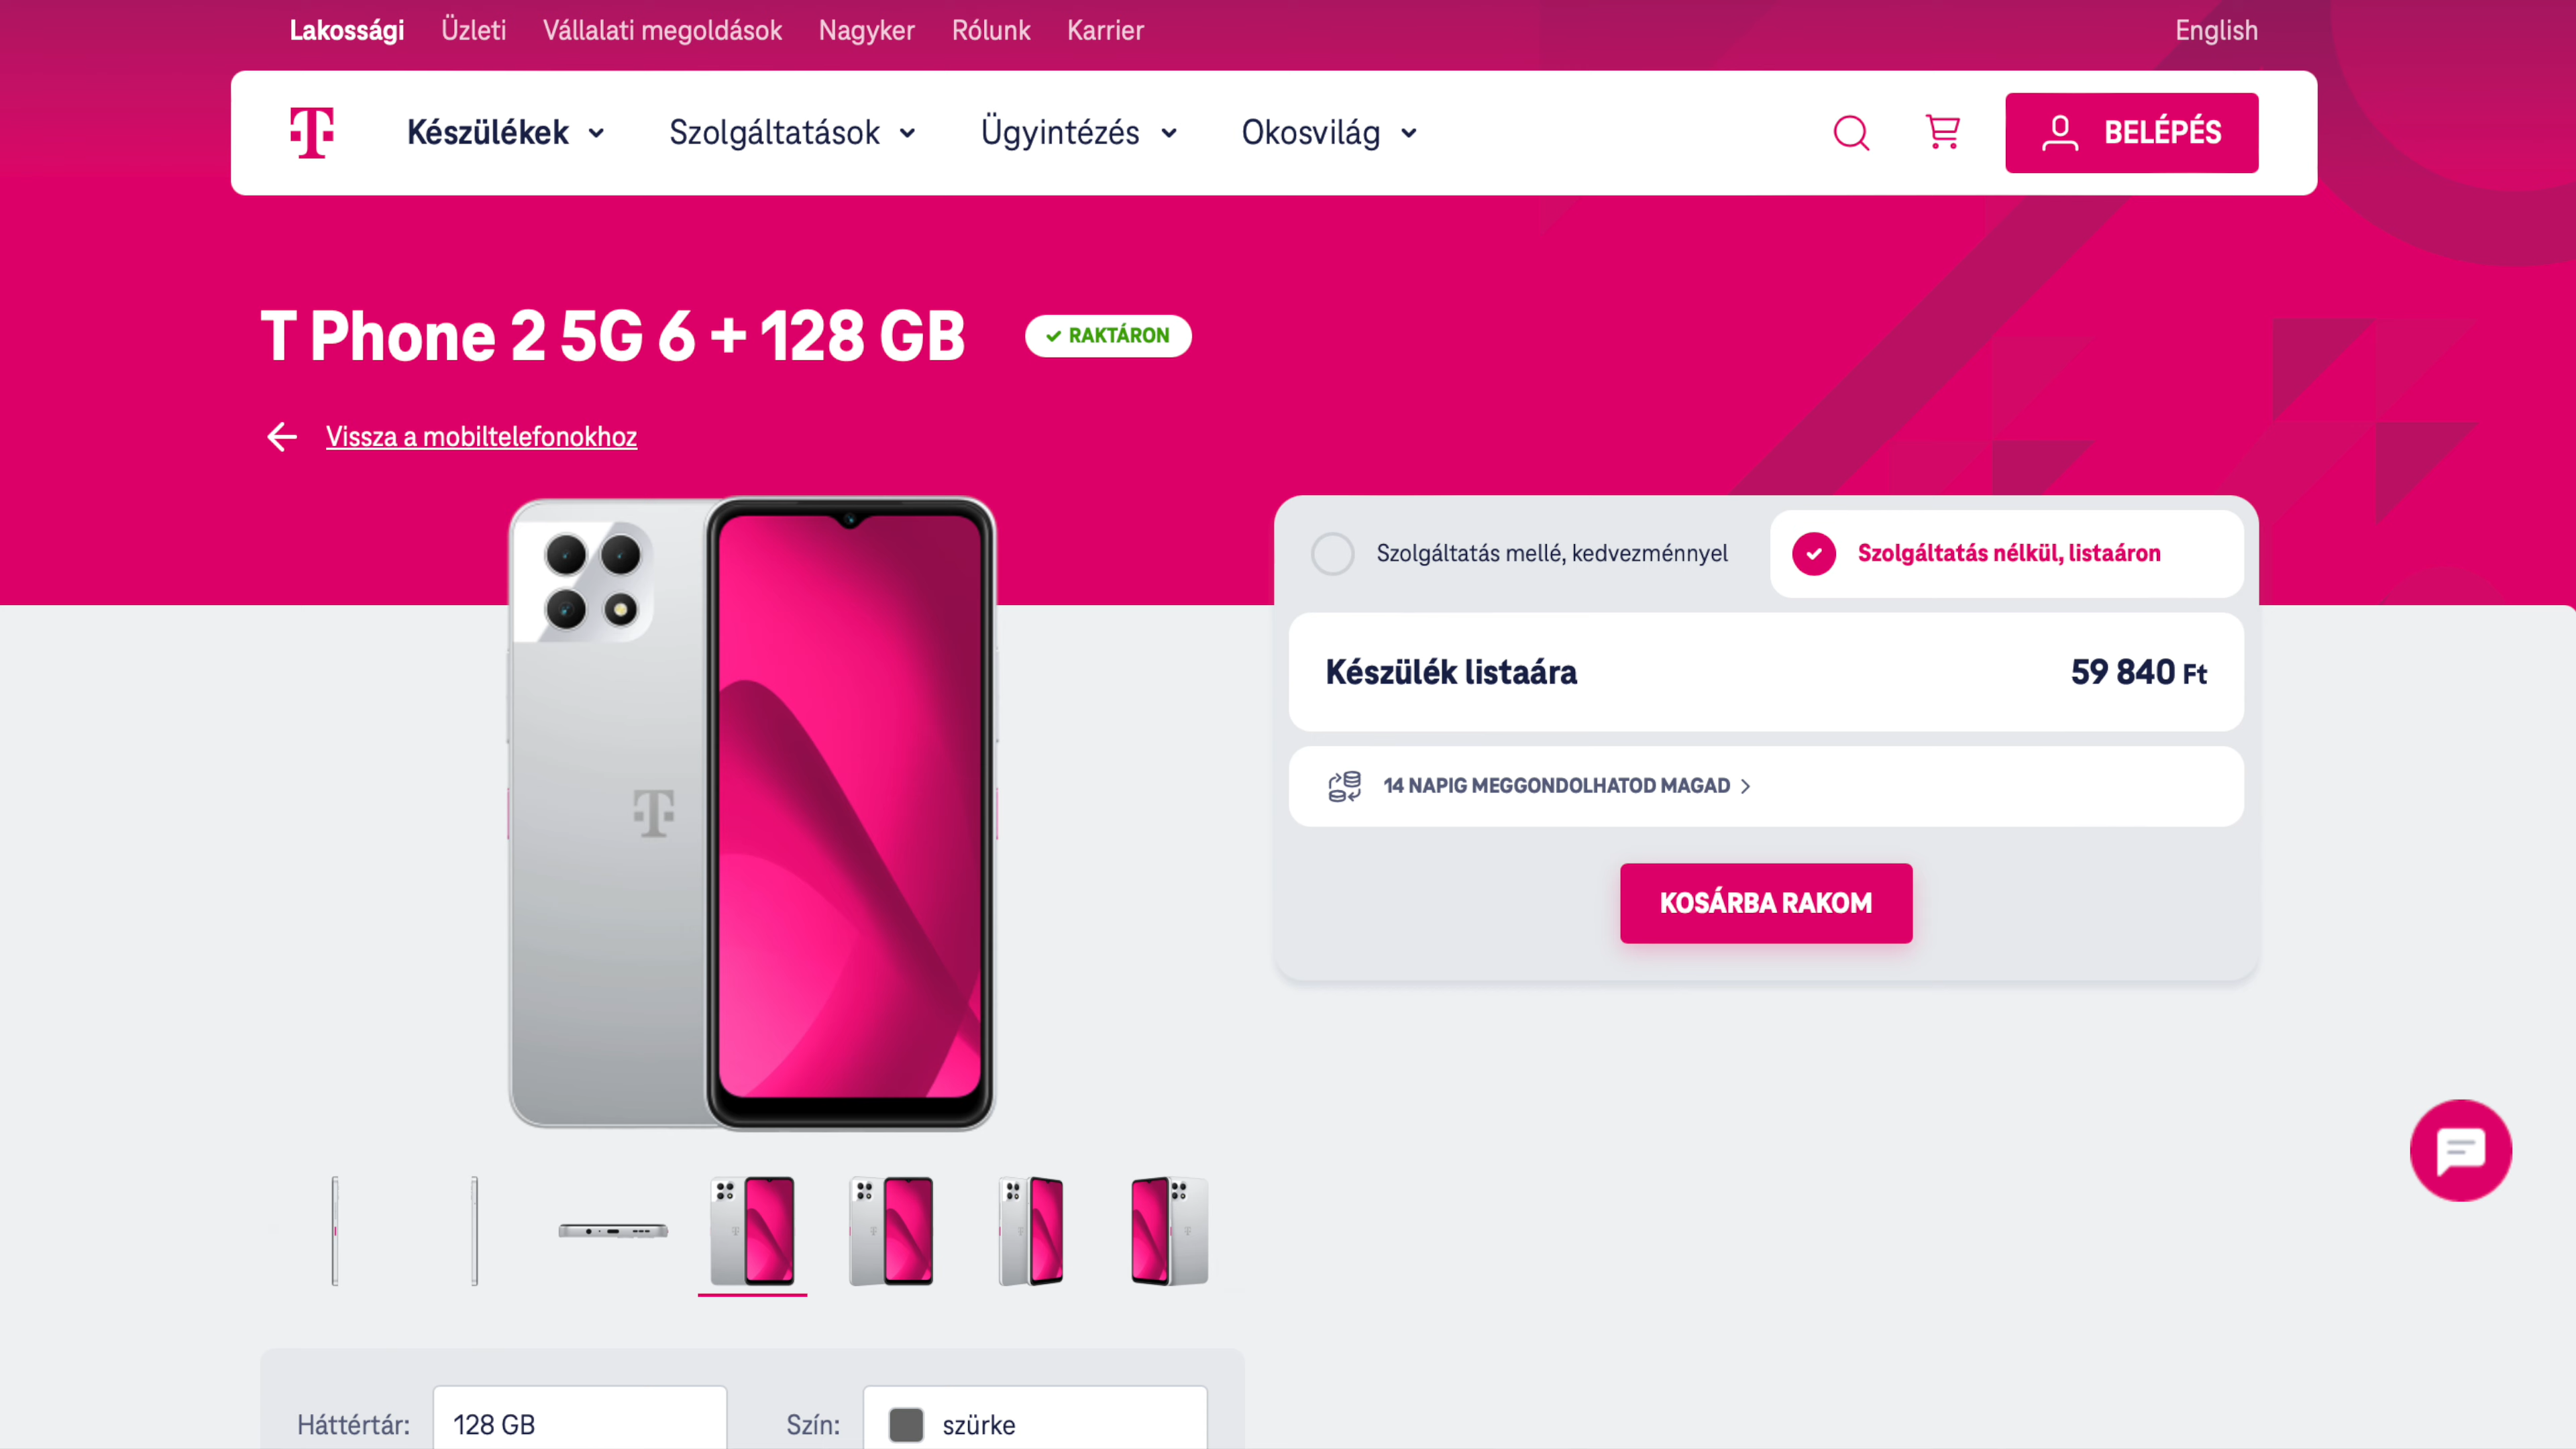 Lakossági Üzleti Vállalati megoldások Nagyker Rólunk Karrier English
T Készülékek Szolgáltatások Ügyintézés Okosvilág BELÉPÉS
T Phone 2 5G 6 + 128 GB RAKTÁRON
Vissza a mobiltelefonokhoz
Szolgáltatás mellé, kedvezménnyel Szolgáltatás nélkül, listaáron
Készülék listaára 59 840 Ft
14 NAPIG MEGGONDOLHATOD MAGAD
T
KOSÁRBA RAKOM
Háttértár: 128 GB Szín: szürke